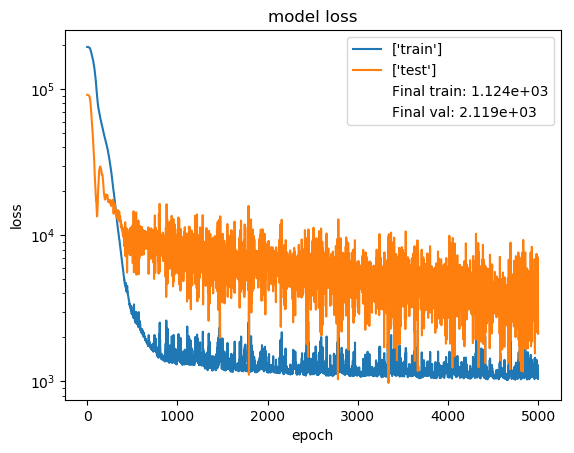 model loss
['train']
['test']
Final train: 1.124e+03
Final val: 2.119e+03
10^5
10^4
10^3
loss
0 1000 2000 3000 4000 5000
epoch